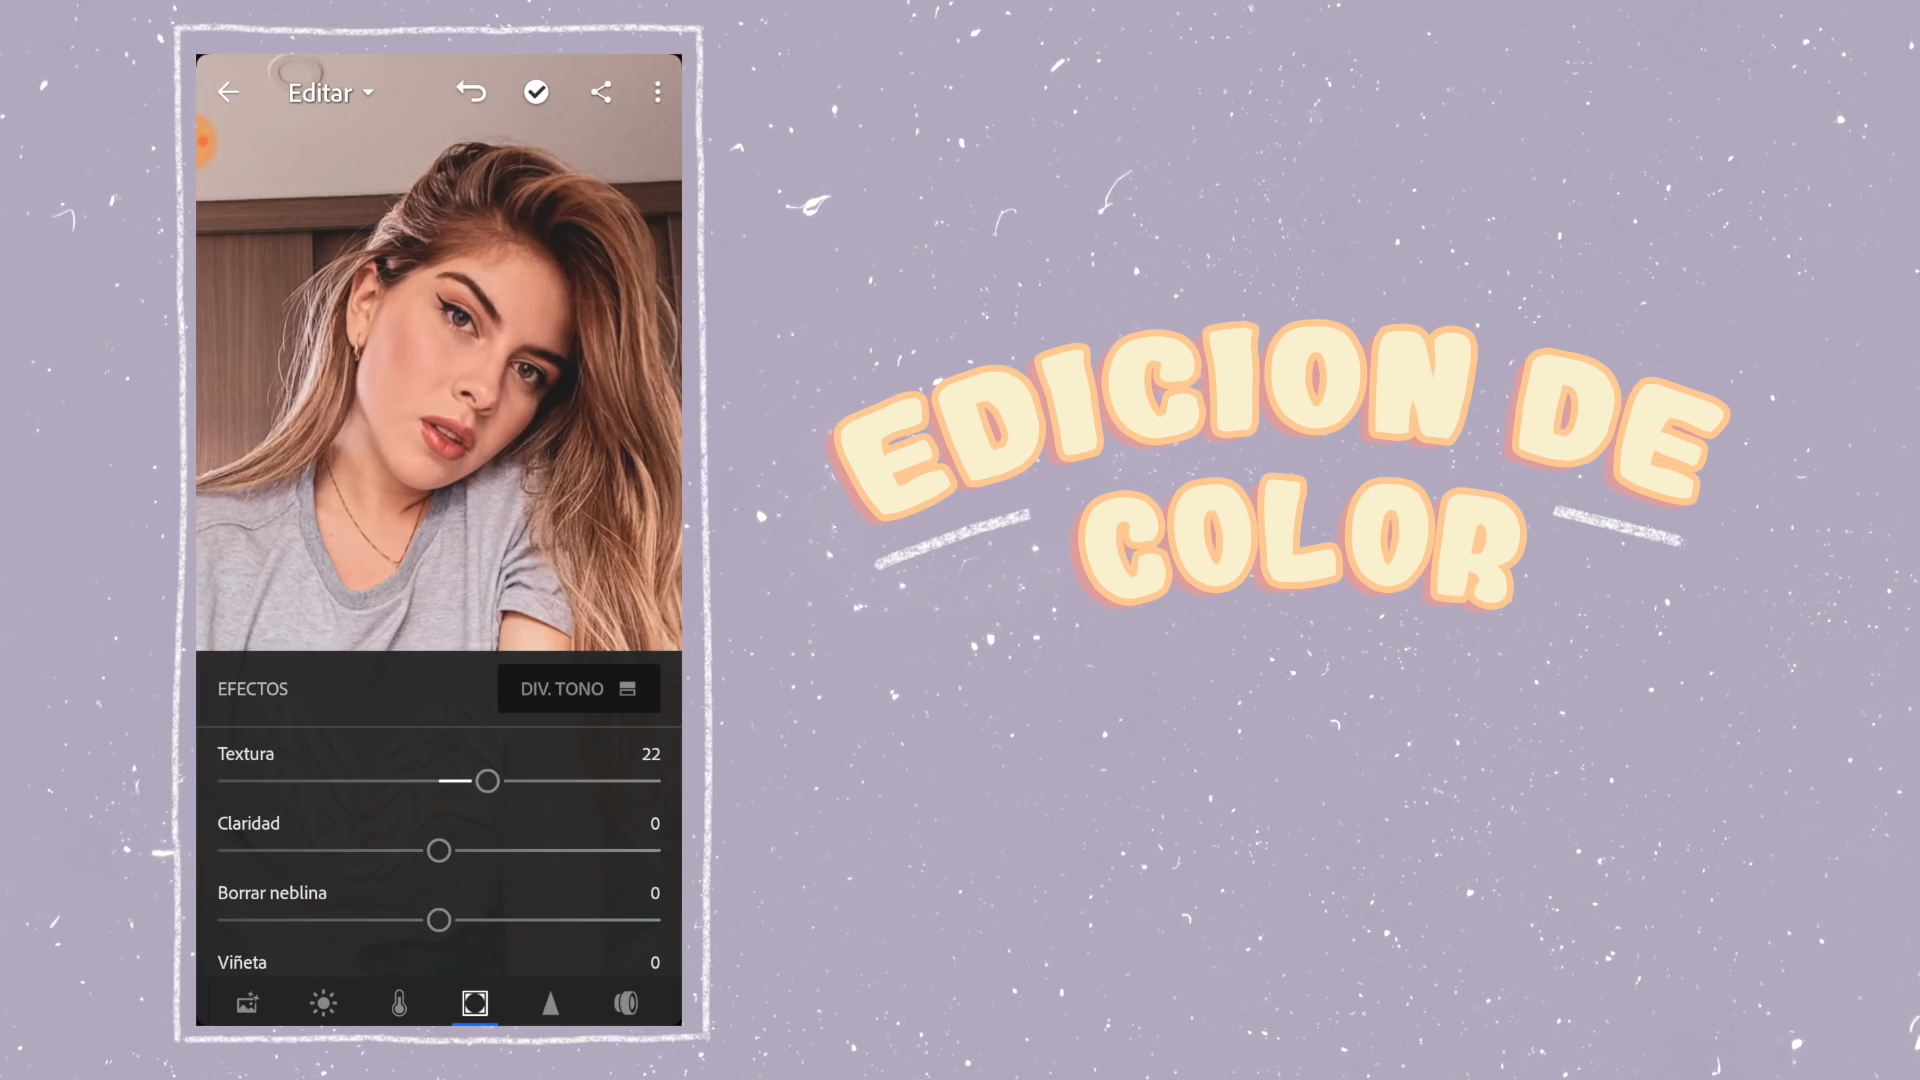 Editar
EFECTOS
DIV. TONO
Textura 22
Claridad 0
Borrar neblina 0
Viñeta 0
EDICION DE
COLOR